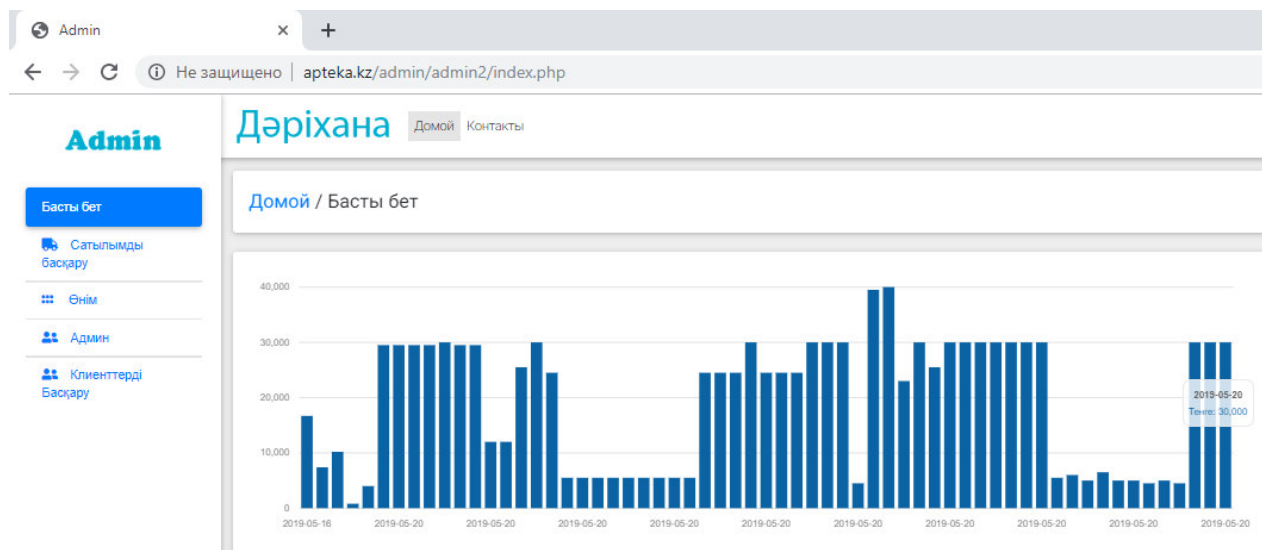 Admin
Не защищено | apteka.kz/admin/admin2/index.php
Admin
Дәріхана Домой Контакты
Басты бет
Сатылымды
басқару
Өнім
Админ
Клиенттерді
Басқару
Домой / Басты бет
40,000
30,000
20,000
10,000
0
2019-05-20
Тенге: 30,000
2019-05-16 2019-05-20 2019-05-20 2019-05-20 2019-05-20 2019-05-20 2019-05-20 2019-05-20 2019-05-20 2019-05-20 2019-05-20